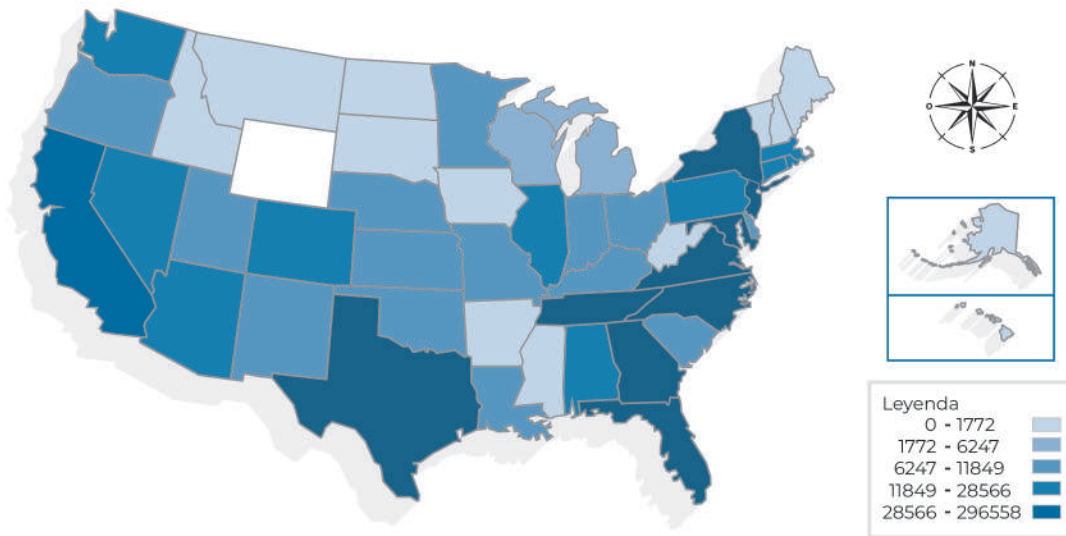 N
O E
S
Leyenda
0 - 1772
1772 - 6247
6247 - 11849
11849 - 28566
28566 - 296558